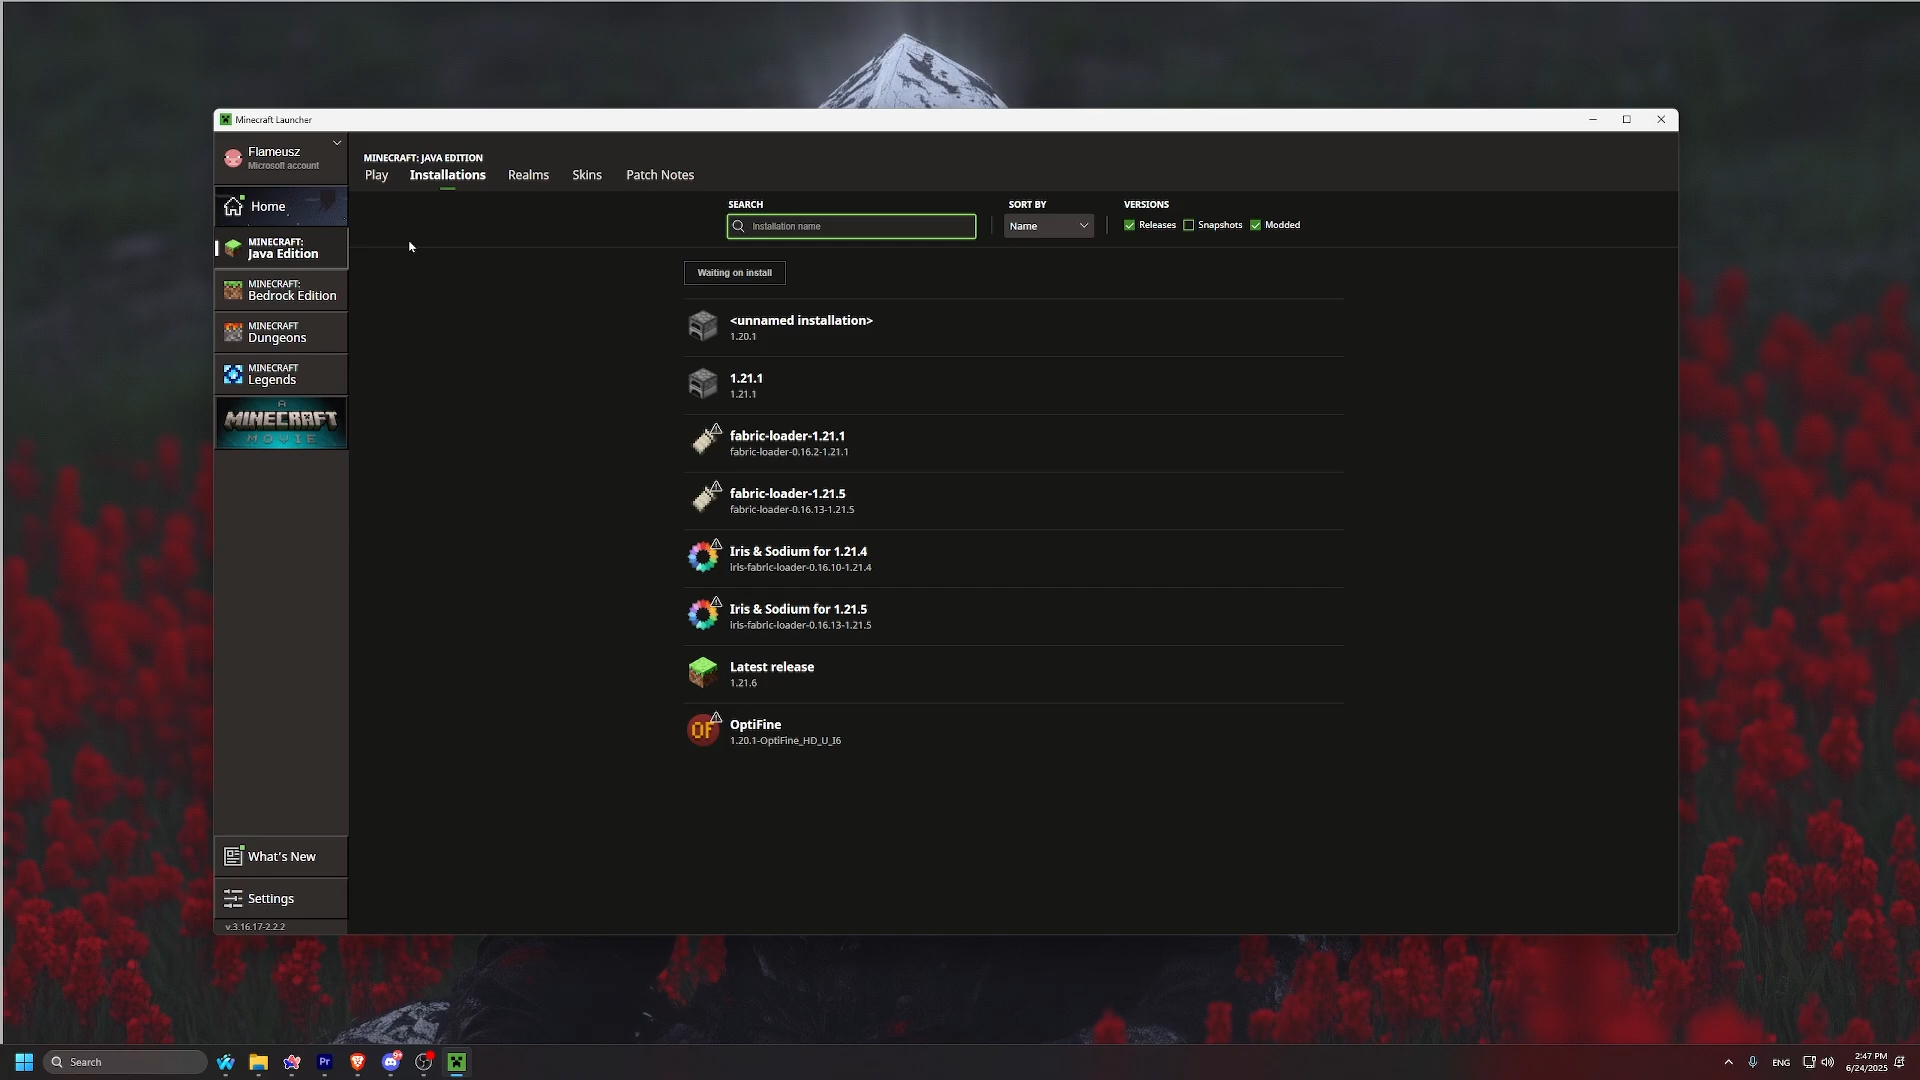 Minecraft Launcher
Flameusz
Microsoft account
Home
MINECRAFT:
Java Edition
MINECRAFT:
Bedrock Edition
MINECRAFT
Dungeons
MINECRAFT
Legends
A
MINECRAFT
MOVIE
What's New
Settings
v.3.16.17-2.2.2
MINECRAFT: JAVA EDITION
Play Installations Realms Skins Patch Notes
SEARCH SORT BY VERSIONS
Installation name Name Releases Snapshots Modded
Waiting on install
<unnamed installation>
1.20.1
1.21.1
1.21.1
fabric-loader-1.21.1
fabric-loader-0.16.2-1.21.1
fabric-loader-1.21.5
fabric-loader-0.16.13-1.21.5
Iris & Sodium for 1.21.4
iris-fabric-loader-0.16.10-1.21.4
Iris & Sodium for 1.21.5
iris-fabric-loader-0.16.13-1.21.5
Latest release
1.21.6
OF
OptiFine
1.20.1-OptiFine_HD_U_I6
Search
Pr
9+
ENG
2:47 PM
6/24/2025